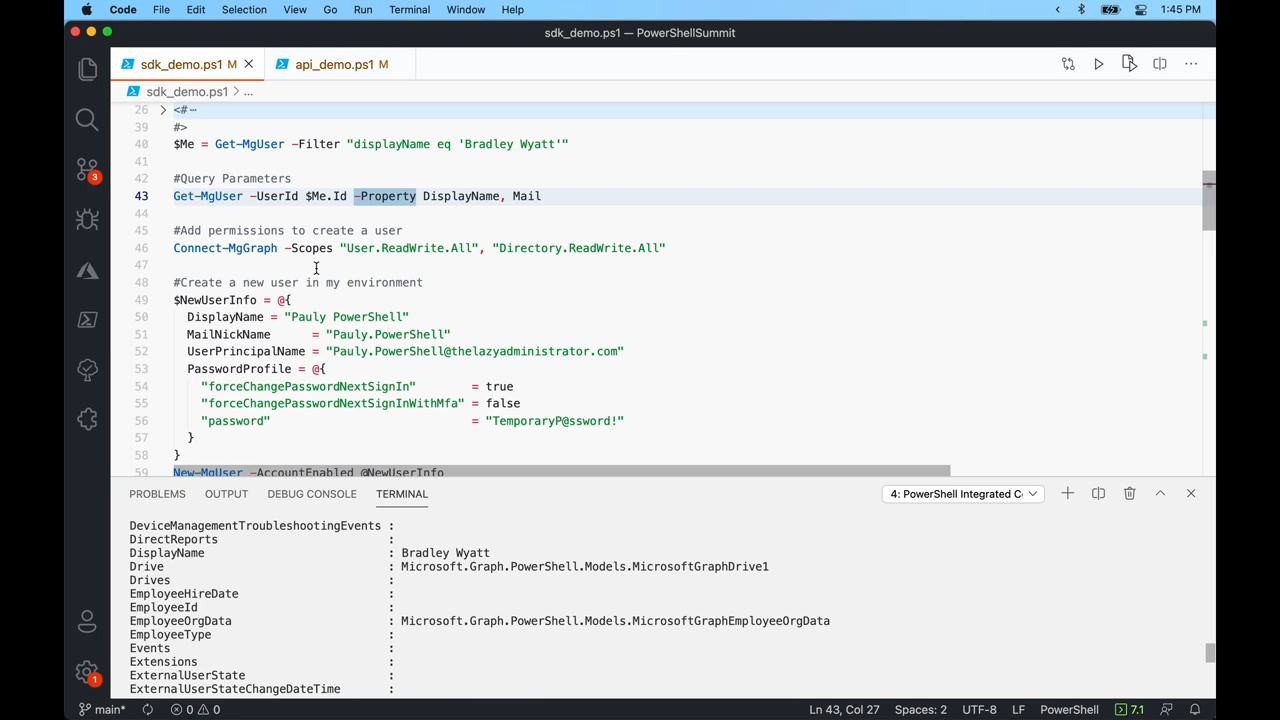 Code File Edit Selection View Go Run Terminal Window Help 1:45 PM
sdk_demo.ps1 — PowerShellSummit
sdk_demo.ps1 M api_demo.ps1 M
sdk_demo.ps1 > ...
26 > <#⋯
39 #>
40 $Me = Get-MgUser -Filter "displayName eq 'Bradley Wyatt'"
41
42 #Query Parameters
43 Get-MgUser -UserId $Me.Id -Property DisplayName, Mail
44
45 #Add permissions to create a user
46 Connect-MgGraph -Scopes "User.ReadWrite.All", "Directory.ReadWrite.All"
47
48 #Create a new user in my environment
49 $NewUserInfo = @{
50 DisplayName = "Pauly PowerShell"
51 MailNickName = "Pauly.PowerShell"
52 UserPrincipalName = "Pauly.PowerShell@thelazyadministrator.com"
53 PasswordProfile = @{
54 "forceChangePasswordNextSignIn" = true
55 "forceChangePasswordNextSignInWithMfa" = false
56 "password" = "TemporaryP@ssword!"
57 }
58 }
59 New-MgUser -AccountEnabled @NewUserInfo
3
PROBLEMS OUTPUT DEBUG CONSOLE TERMINAL 4: PowerShell Integrated C
DeviceManagementTroubleshootingEvents :
DirectReports :
DisplayName : Bradley Wyatt
Drive : Microsoft.Graph.PowerShell.Models.MicrosoftGraphDrive1
Drives :
EmployeeHireDate :
EmployeeId :
EmployeeOrgData : Microsoft.Graph.PowerShell.Models.MicrosoftGraphEmployeeOrgData
EmployeeType :
Events :
Extensions :
ExternalUserState :
ExternalUserStateChangeDateTime :
1
main* 0 0 Ln 43, Col 27 Spaces: 2 UTF-8 LF PowerShell 7.1